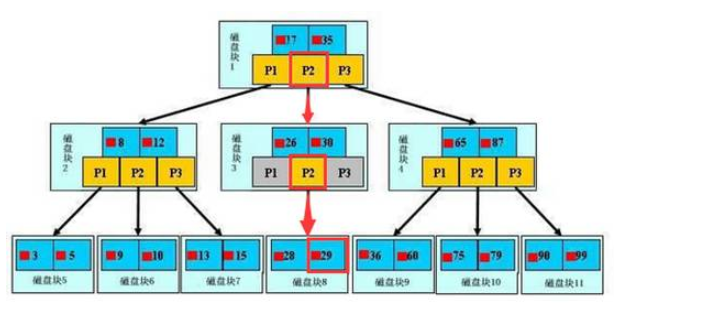 磁盘块1
17 35
P1 P2 P3
磁盘块2
8 12
P1 P2 P3
磁盘块3
26 30
P1 P2 P3
磁盘块4
65 87
P1 P2 P3
3 5
磁盘块5
9 10
磁盘块6
13 15
磁盘块7
28 29
磁盘块8
36 60
磁盘块9
75 79
磁盘块10
90 99
磁盘块11